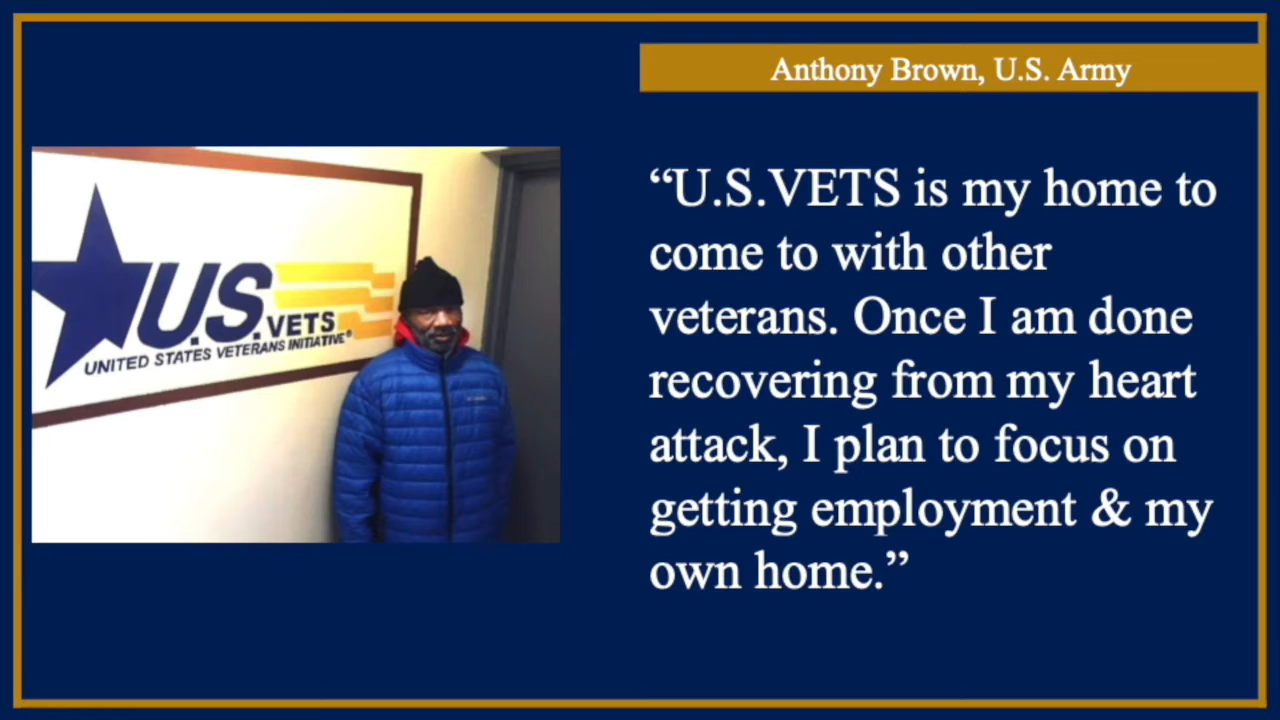 Anthony Brown, U.S. Army
U.S.VETS®
UNITED STATES VETERANS INITIATIVE
“U.S.VETS is my home to
come to with other
veterans. Once I am done
recovering from my heart
attack, I plan to focus on
getting employment & my
own home.”